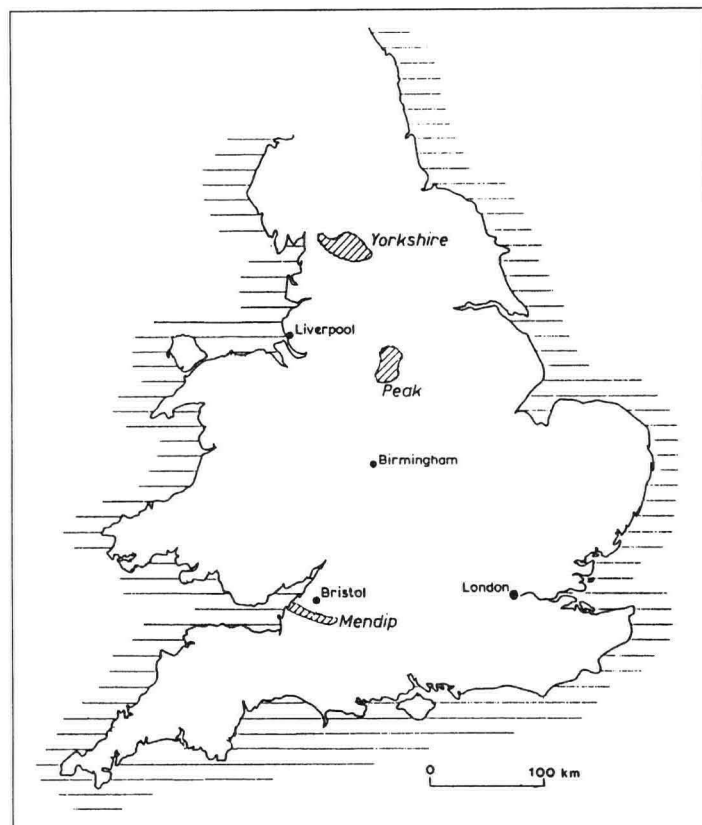 Yorkshire
Liverpool
Peak
Birmingham
Bristol
London
Mendip
0 100 km